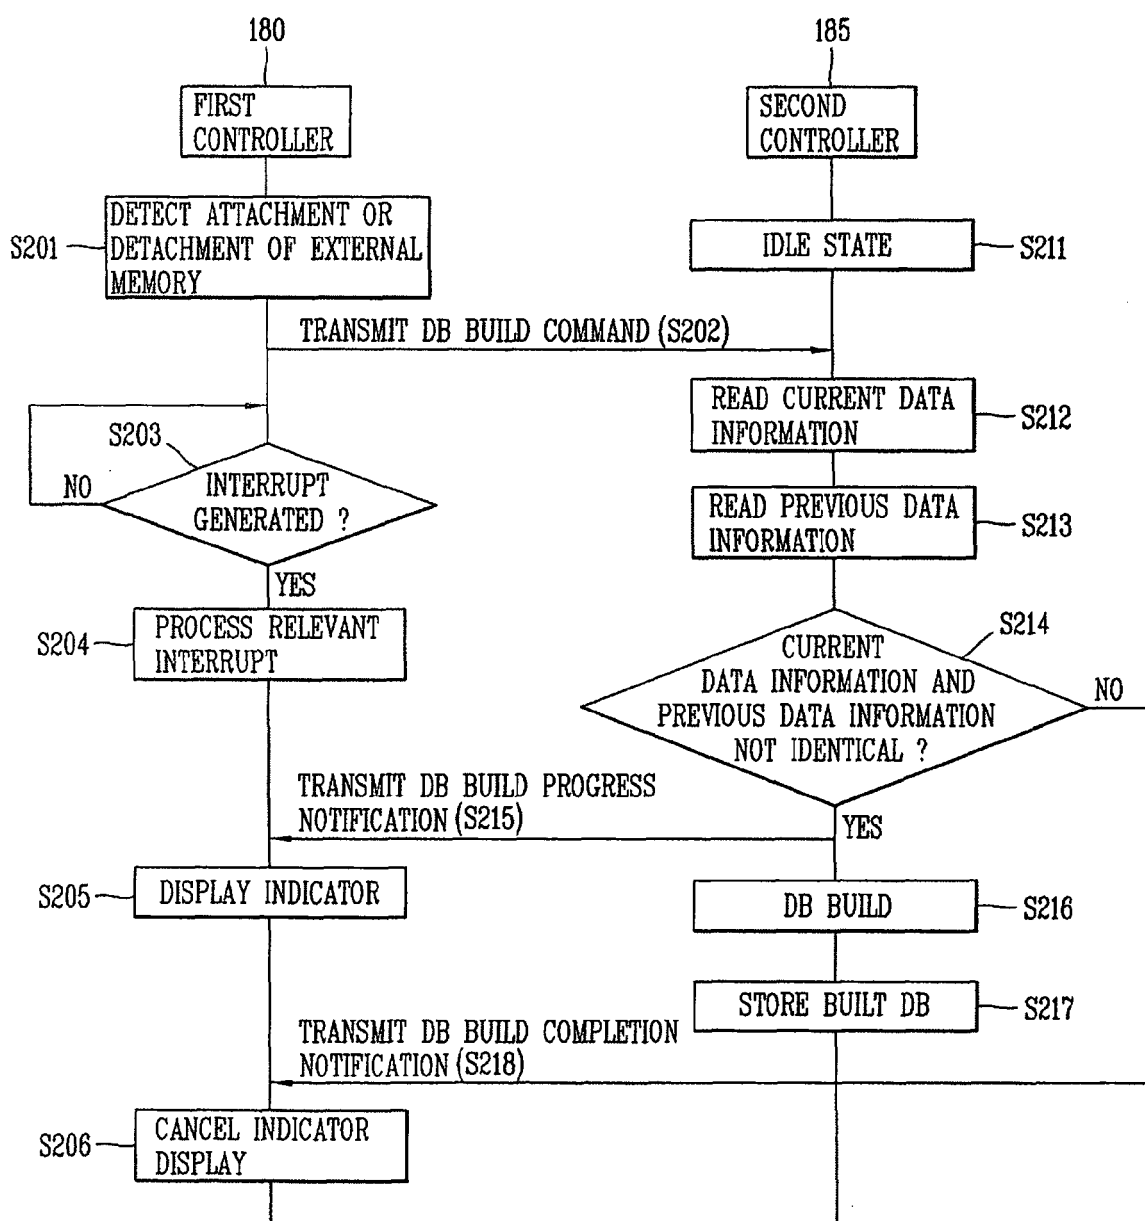 180
185
FIRST
CONTROLLER
SECOND
CONTROLLER
S201
DETECT ATTACHMENT OR
DETACHMENT OF EXTERNAL
MEMORY
IDLE STATE
S211
TRANSMIT DB BUILD COMMAND (S202)
READ CURRENT DATA
INFORMATION
S212
S203
NO
INTERRUPT
GENERATED ?
YES
READ PREVIOUS DATA
INFORMATION
S213
S204
PROCESS RELEVANT
INTERRUPT
S214
CURRENT
DATA INFORMATION AND
PREVIOUS DATA INFORMATION
NOT IDENTICAL ?
NO
YES
TRANSMIT DB BUILD PROGRESS
NOTIFICATION (S215)
S205
DISPLAY INDICATOR
DB BUILD
S216
STORE BUILT DB
S217
TRANSMIT DB BUILD COMPLETION
NOTIFICATION (S218)
S206
CANCEL INDICATOR
DISPLAY